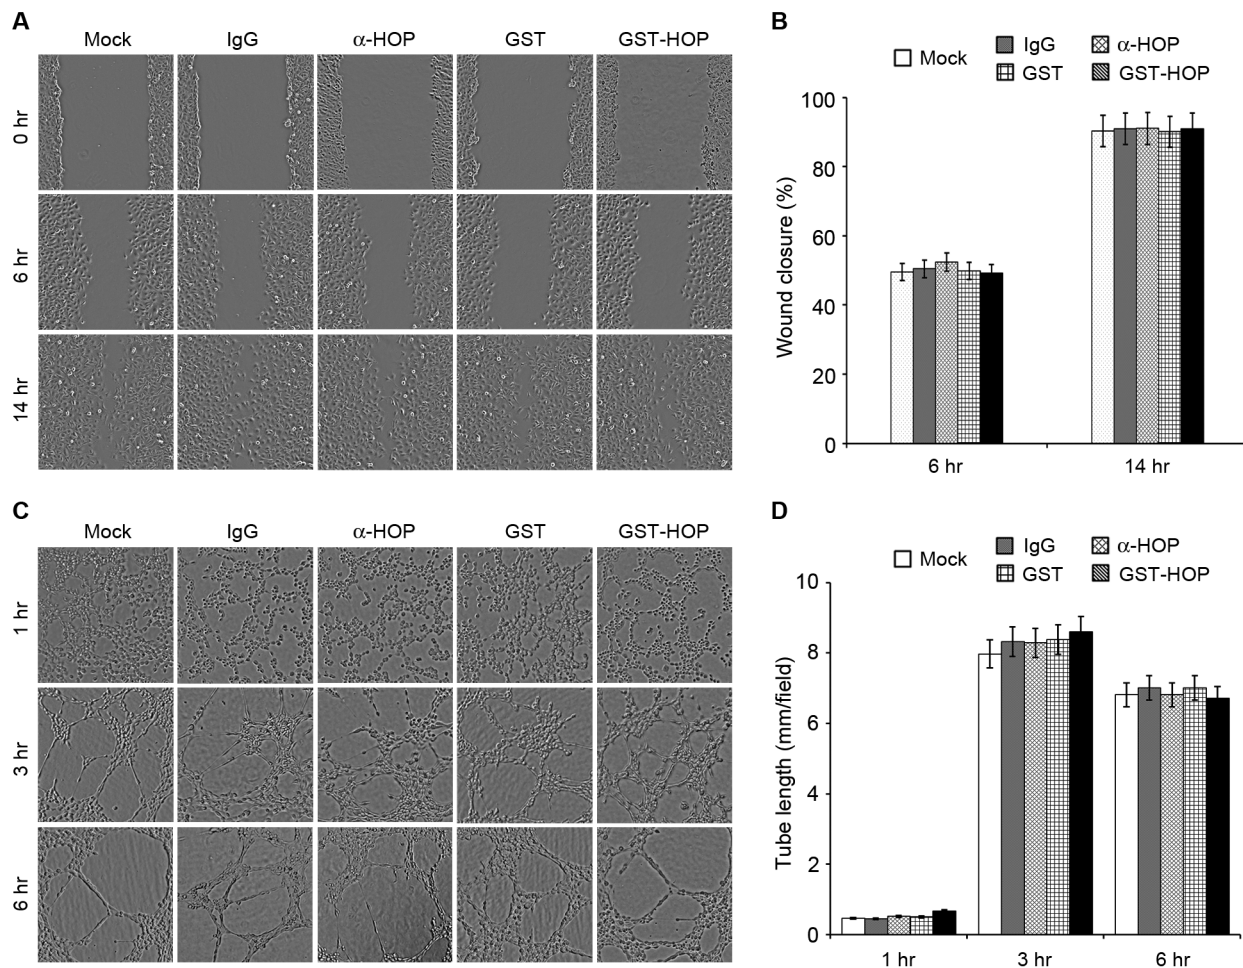 A
Mock IgG α-HOP GST GST-HOP
0 hr
6 hr
14 hr
B
Mock IgG α-HOP
GST GST-HOP
Wound closure (%)
100
80
60
40
20
0
6 hr 14 hr
C
Mock IgG α-HOP GST GST-HOP
1 hr
3 hr
6 hr
D
Mock IgG α-HOP
GST GST-HOP
Tube length (mm/field)
10
8
6
4
2
0
1 hr 3 hr 6 hr